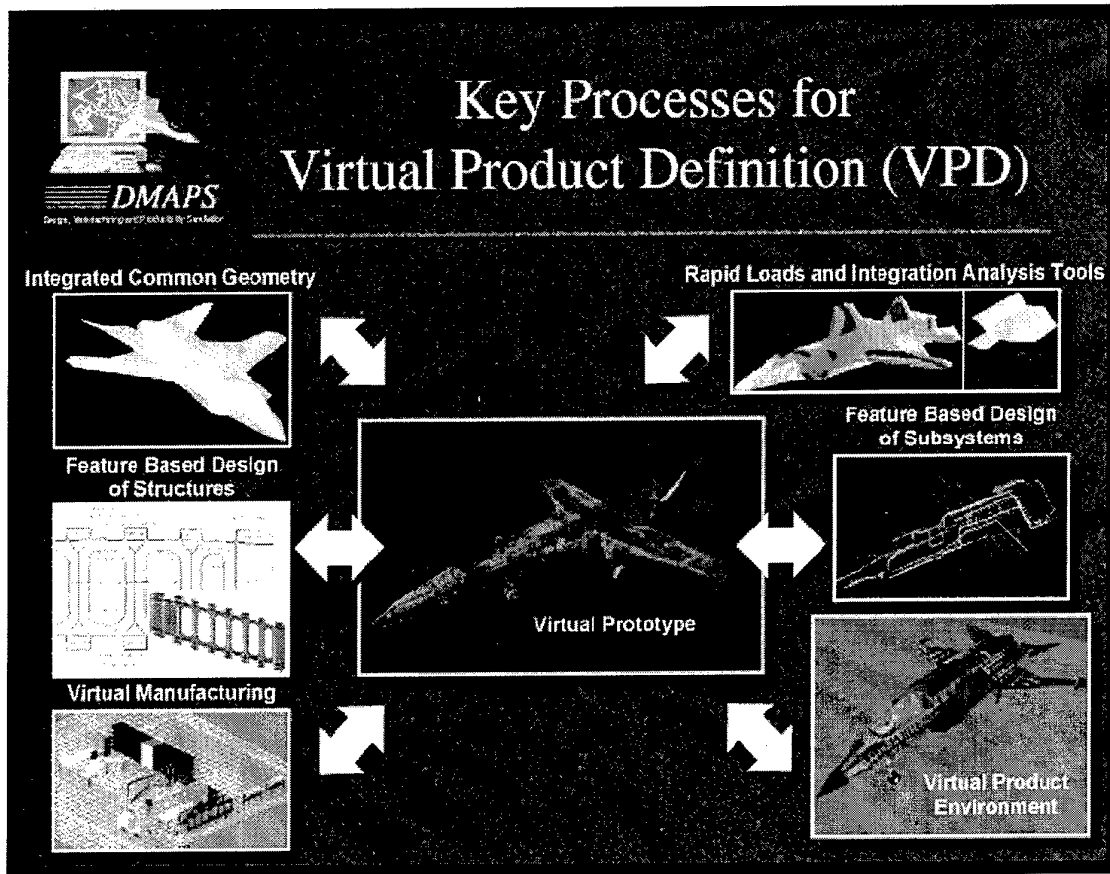 Key Processes for
Virtual Product Definition (VPD)
DMAPS
Integrated Common Geometry
Rapid Loads and Integration Analysis Tools
Feature Based Design
of Structures
Feature Based Design
of Subsystems
Virtual Prototype
Virtual Manufacturing
Virtual Product
Environment